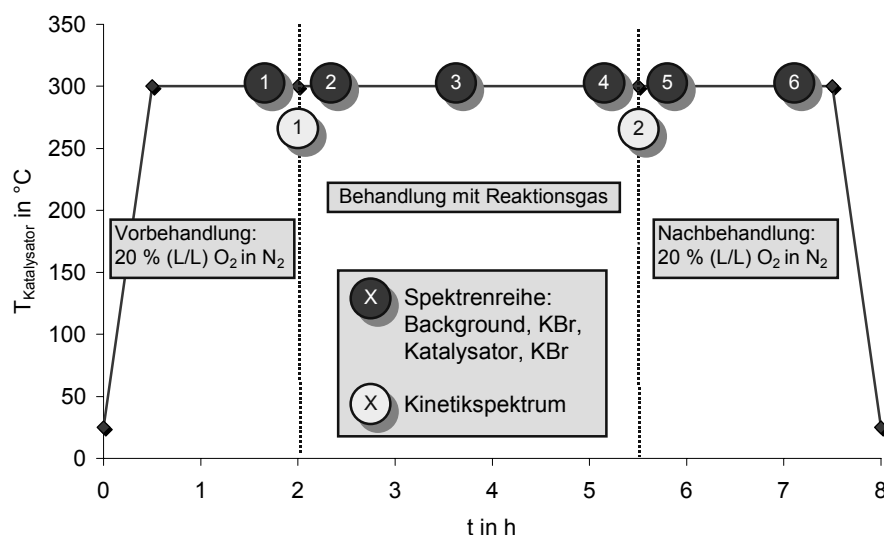 350
300
250
200
150
100
50
0
T_Katalysator in °C
1
2
3
4
5
6
1
2
Behandlung mit Reaktionsgas
Vorbehandlung:
20 % (L/L) O₂ in N₂
Nachbehandlung:
20 % (L/L) O₂ in N₂
X
Spektrenreihe:
Background, KBr,
Katalysator, KBr
X
Kinetikspektrum
0
1
2
3
4
5
6
7
8
t in h